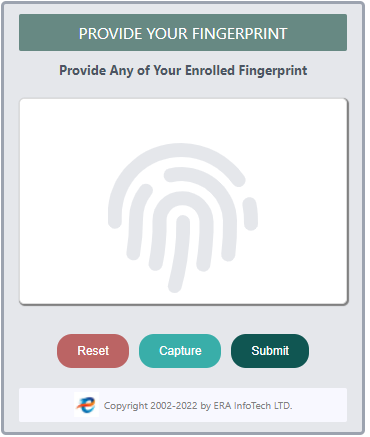 PROVIDE YOUR FINGERPRINT
Provide Any of Your Enrolled Fingerprint
Reset Capture Submit
Copyright 2002-2022 by ERA InfoTech LTD.